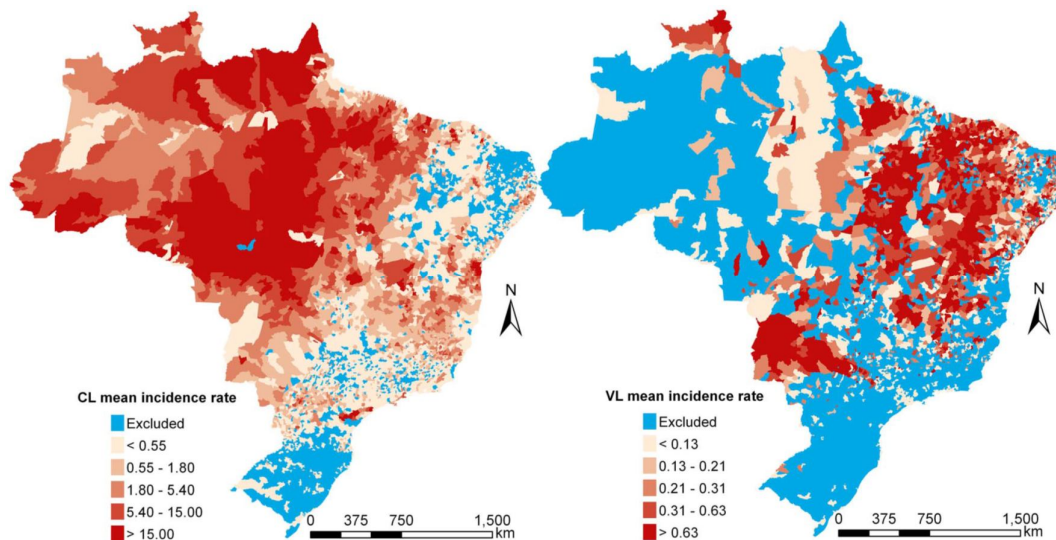 N
CL mean incidence rate
Excluded
< 0.55
0.55 - 1.80
1.80 - 5.40
5.40 - 15.00
> 15.00
0 375 750 1,500
km
N
VL mean incidence rate
Excluded
< 0.13
0.13 - 0.21
0.21 - 0.31
0.31 - 0.63
> 0.63
0 375 750 1,500
km